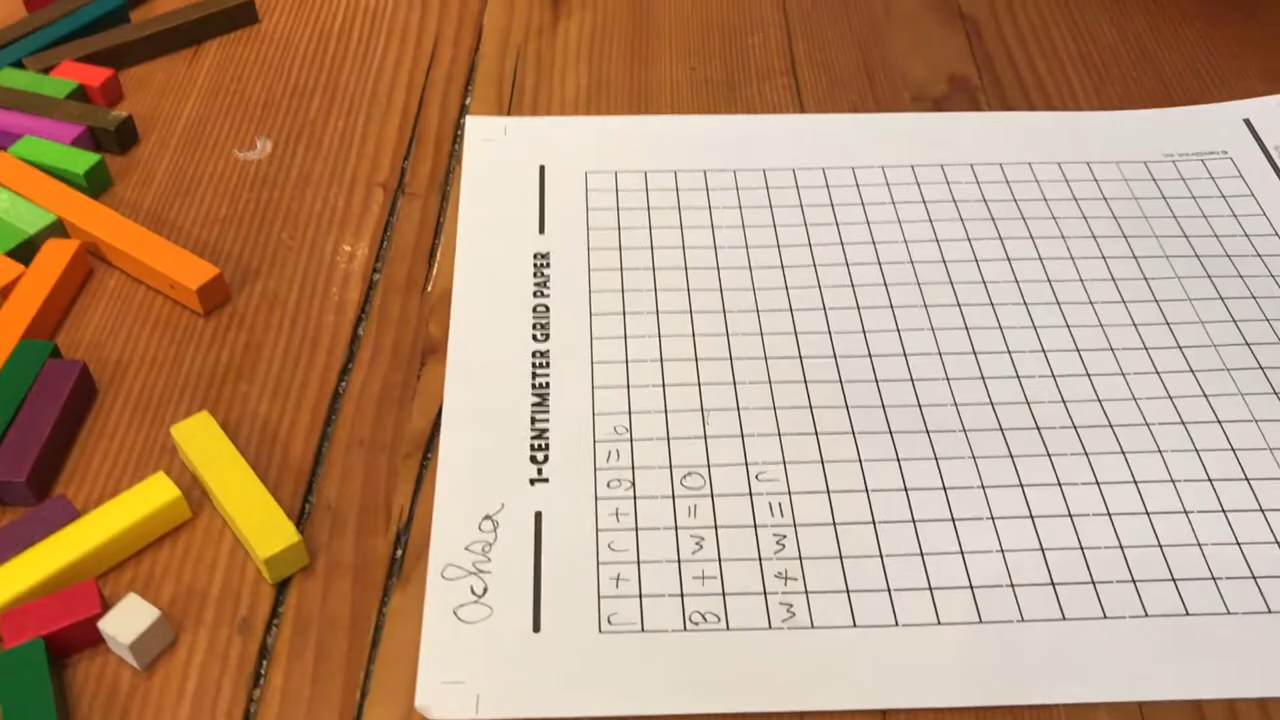 Ochsa
1-CENTIMETER GRID PAPER
r + r + g = b
B + w = O
w + w = r